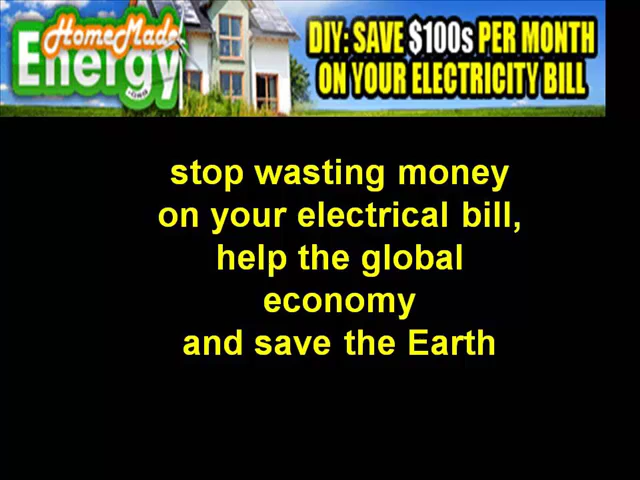 HomeMade
Energy
.com
DIY: SAVE $100s PER MONTH
ON YOUR ELECTRICITY BILL
stop wasting money
on your electrical bill,
help the global
economy
and save the Earth